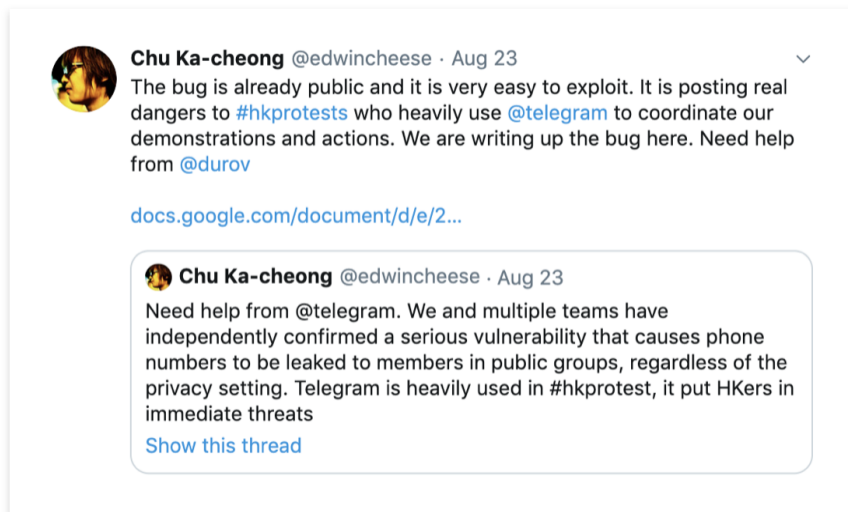 Chu Ka-cheong @edwincheese · Aug 23
The bug is already public and it is very easy to exploit. It is posting real
dangers to #hkprotests who heavily use @telegram to coordinate our
demonstrations and actions. We are writing up the bug here. Need help
from @durov
docs.google.com/document/d/e/2...
Chu Ka-cheong @edwincheese · Aug 23
Need help from @telegram. We and multiple teams have
independently confirmed a serious vulnerability that causes phone
numbers to be leaked to members in public groups, regardless of the
privacy setting. Telegram is heavily used in #hkprotest, it put HKers in
immediate threats
Show this thread